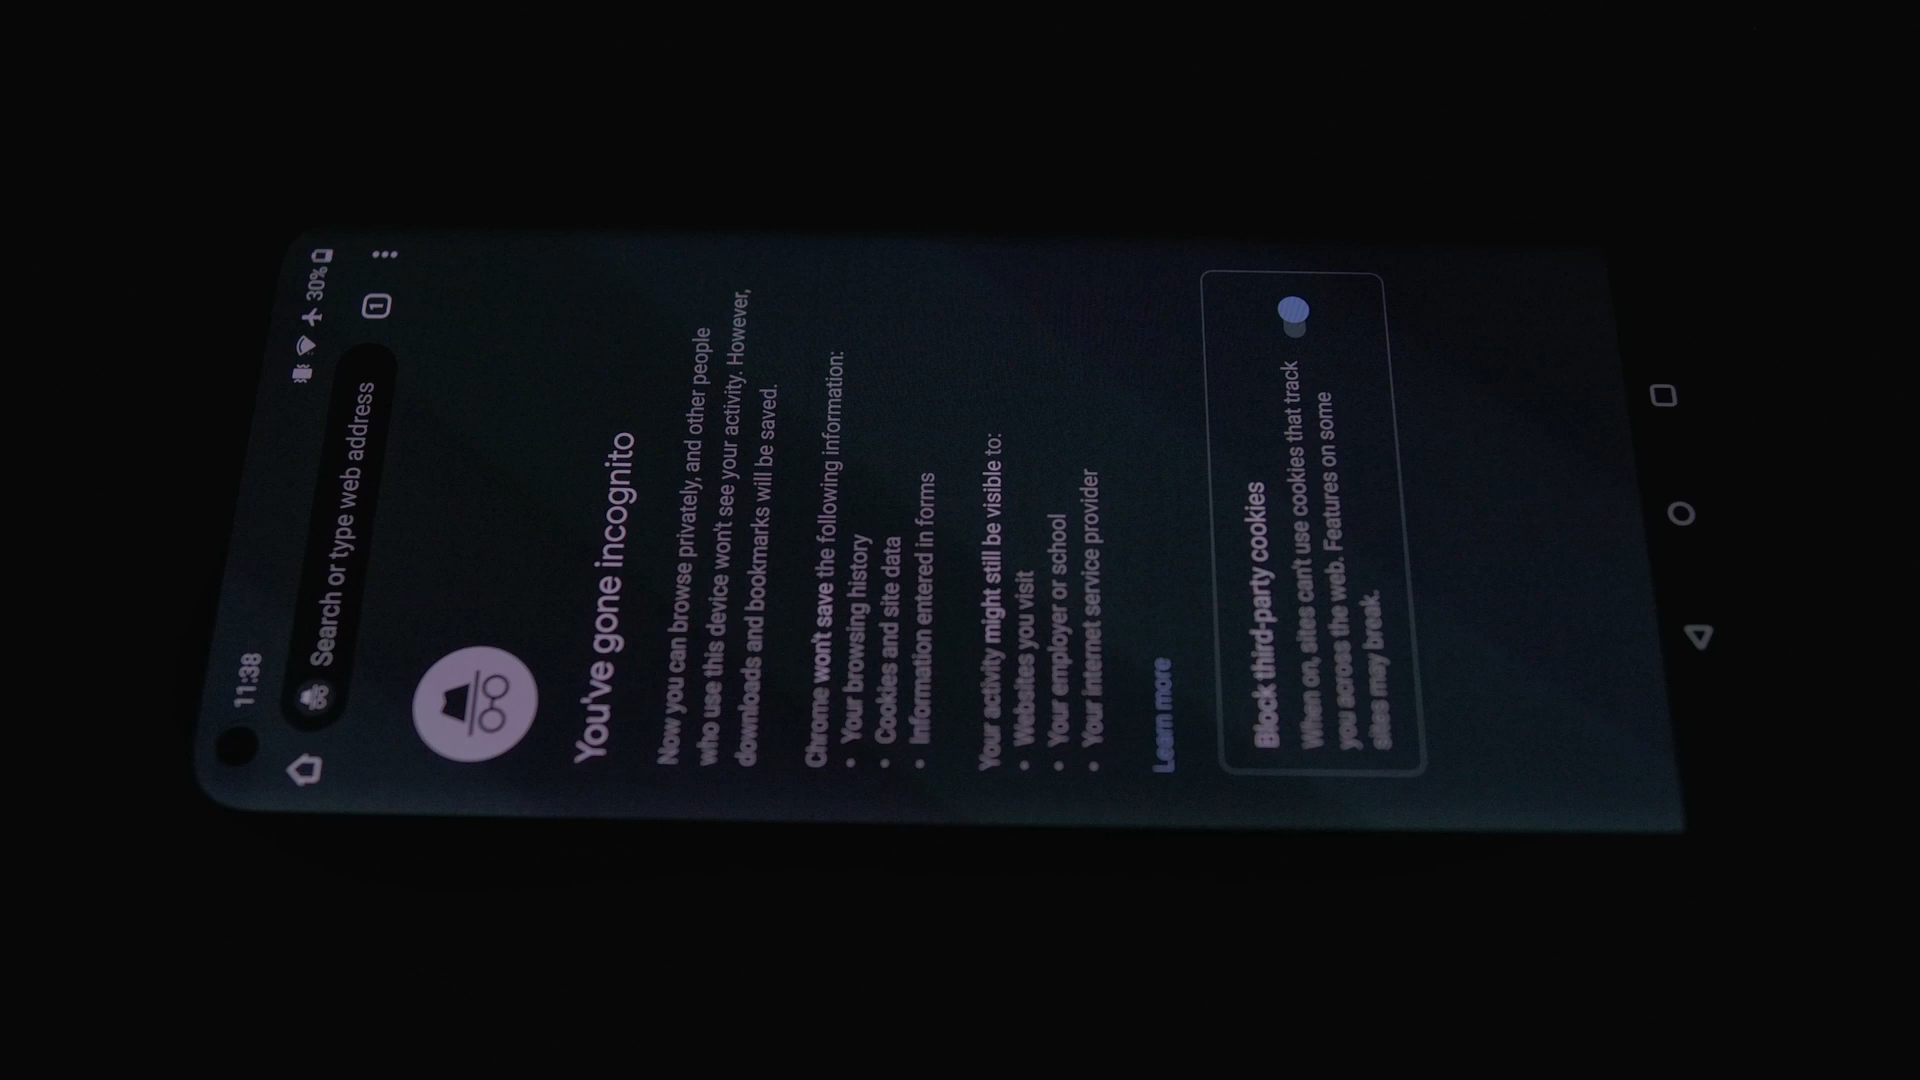 11:38
30%
Search or type web address
1
You've gone incognito
Now you can browse privately, and other people
who use this device won't see your activity. However,
downloads and bookmarks will be saved.
Chrome won't save the following information:
• Your browsing history
• Cookies and site data
• Information entered in forms
Your activity might still be visible to:
• Websites you visit
• Your employer or school
• Your internet service provider
Learn more
Block third-party cookies
When on, sites can't use cookies that track
you across the web. Features on some
sites may break.